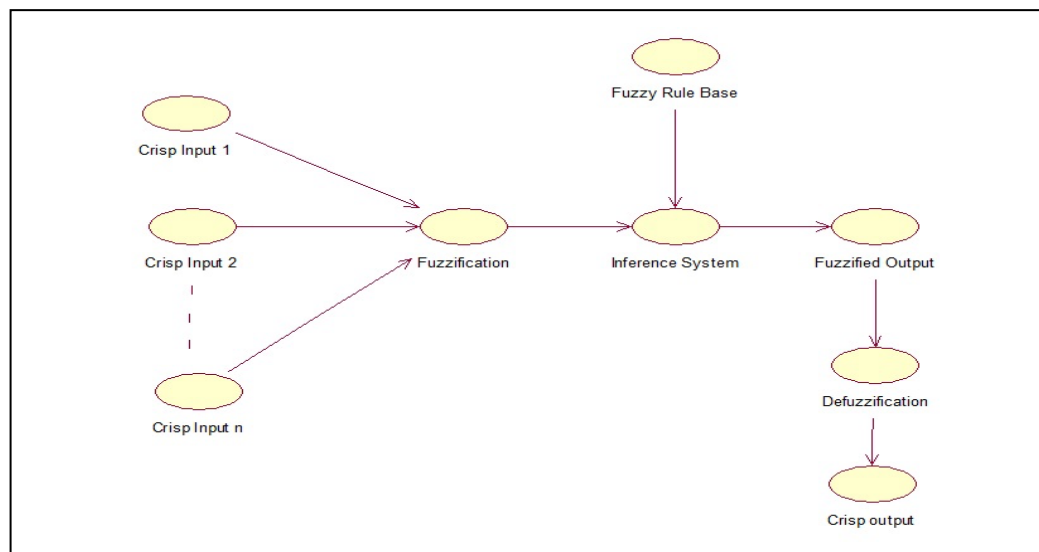 Fuzzy Rule Base
Crisp Input 1
Crisp Input 2
Fuzzification
Inference System
Fuzzified Output
Defuzzification
Crisp Input n
Crisp output